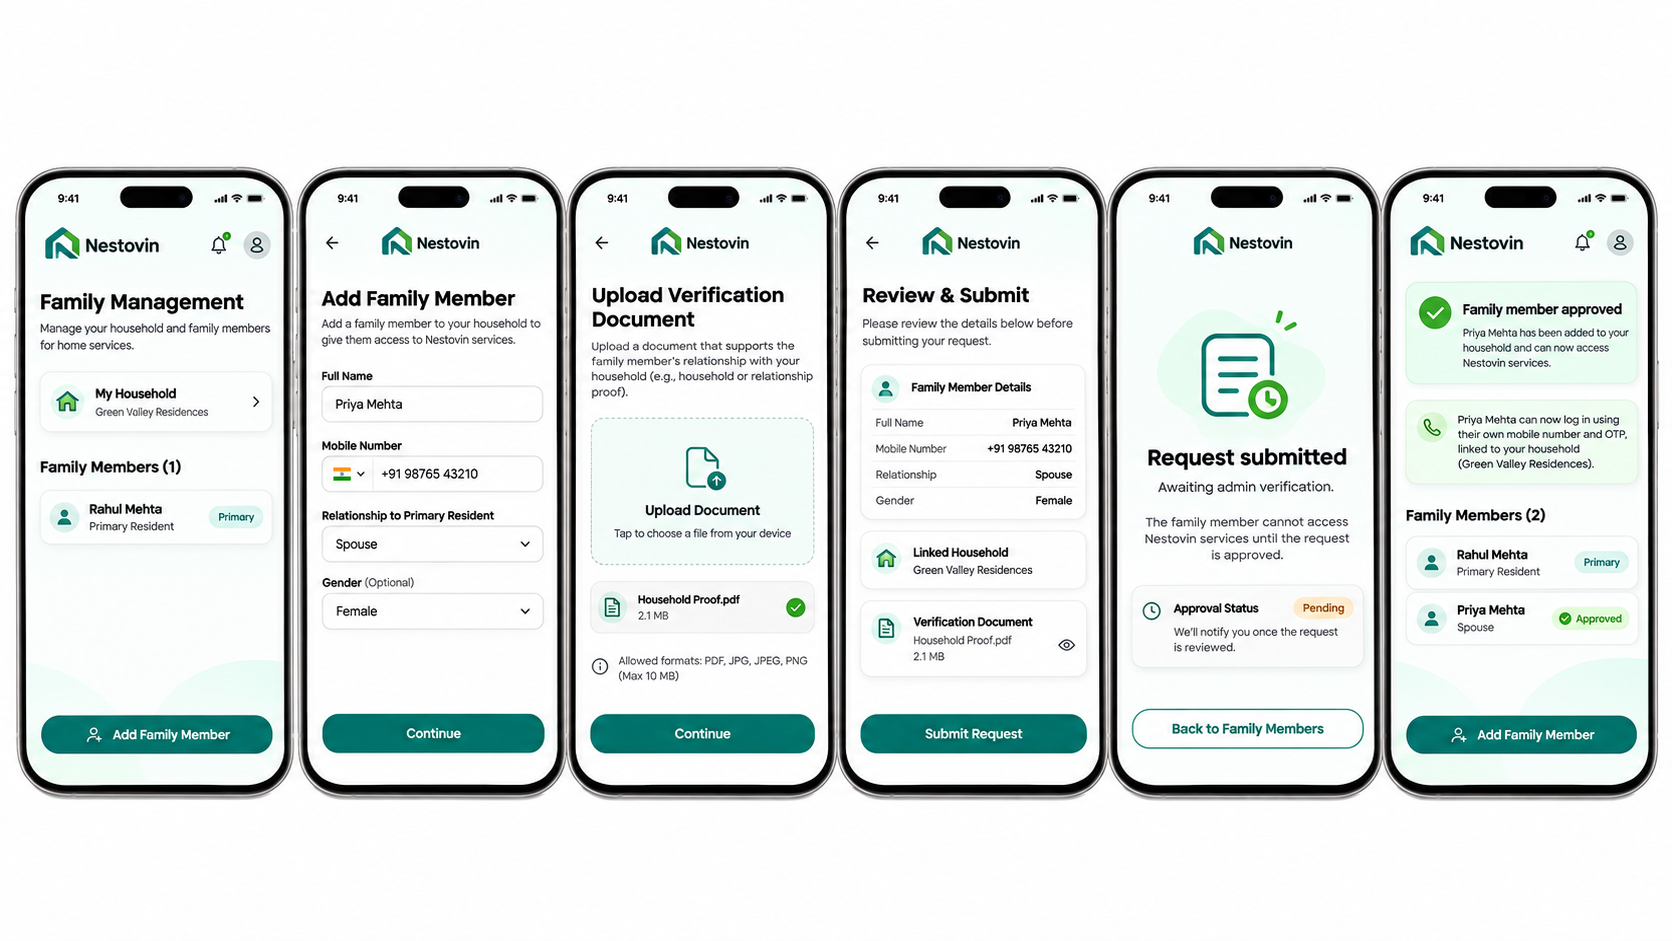 9:41
Nestovin
Family Management
Manage your household and family members
for home services.
My Household
Green Valley Residences
Family Members (1)
Rahul Mehta
Primary Resident
Primary
Add Family Member
9:41
Nestovin
Add Family Member
Add a family member to your household to
give them access to Nestovin services.
Full Name
Priya Mehta
Mobile Number
+91 98765 43210
Relationship to Primary Resident
Spouse
Gender (Optional)
Female
Continue
9:41
Nestovin
Upload Verification
Document
Upload a document that supports the
family member's relationship with your
household (e.g., household or relationship
proof).
Upload Document
Tap to choose a file from your device
Household Proof.pdf
2.1 MB
Allowed formats: PDF, JPG, JPEG, PNG
(Max 10 MB)
Continue
9:41
Nestovin
Review & Submit
Please review the details below before
submitting your request.
Family Member Details
Full Name Priya Mehta
Mobile Number +91 98765 43210
Relationship Spouse
Gender Female
Linked Household
Green Valley Residences
Verification Document
Household Proof.pdf
2.1 MB
Submit Request
9:41
Nestovin
Request submitted
Awaiting admin verification.
The family member cannot access
Nestovin services until the request
is approved.
Approval Status
Pending
We'll notify you once the request
is reviewed.
Back to Family Members
9:41
Nestovin
Family member approved
Priya Mehta has been added to your
household and can now access
Nestovin services.
Priya Mehta can now log in using
their own mobile number and OTP,
linked to your household
(Green Valley Residences).
Family Members (2)
Rahul Mehta
Primary Resident
Primary
Priya Mehta
Spouse
Approved
Add Family Member